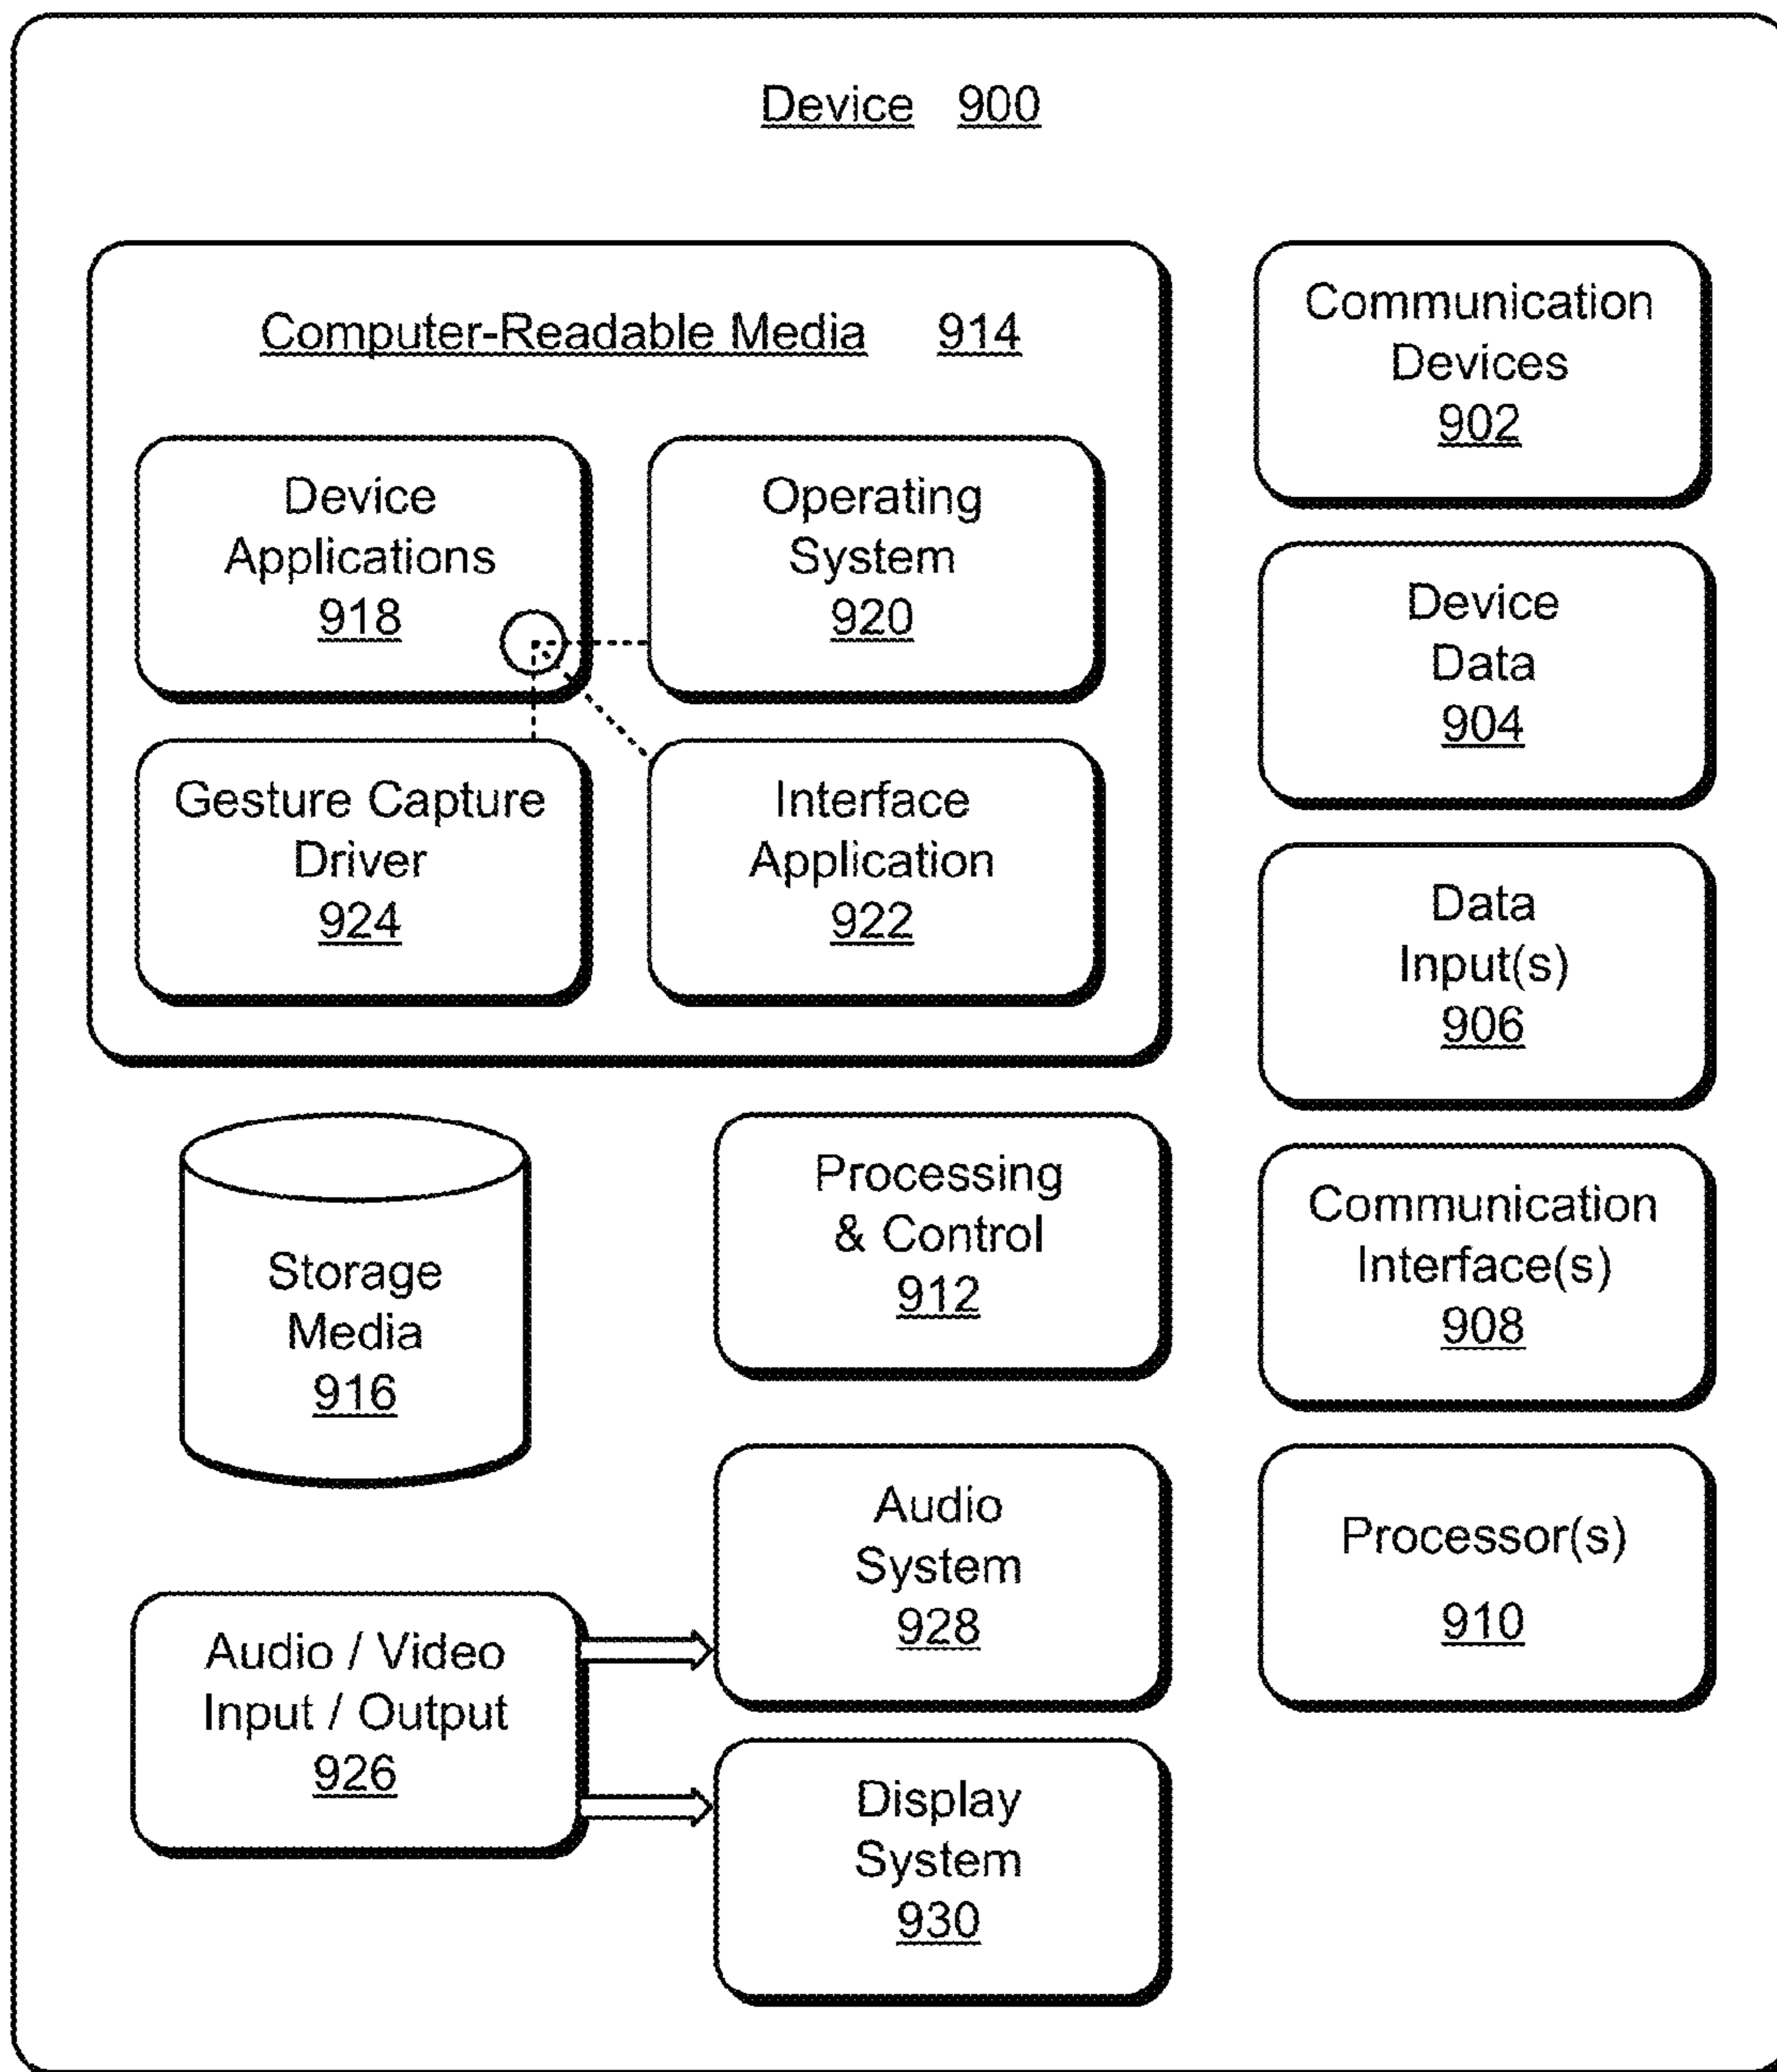 Device 900
Computer-Readable Media 914
Device
Applications
918
Operating
System
920
Gesture Capture
Driver
924
Interface
Application
922
Storage
Media
916
Processing
& Control
912
Audio / Video
Input / Output
926
Audio
System
928
Display
System
930
Communication
Devices
902
Device
Data
904
Data
Input(s)
906
Communication
Interface(s)
908
Processor(s)
910